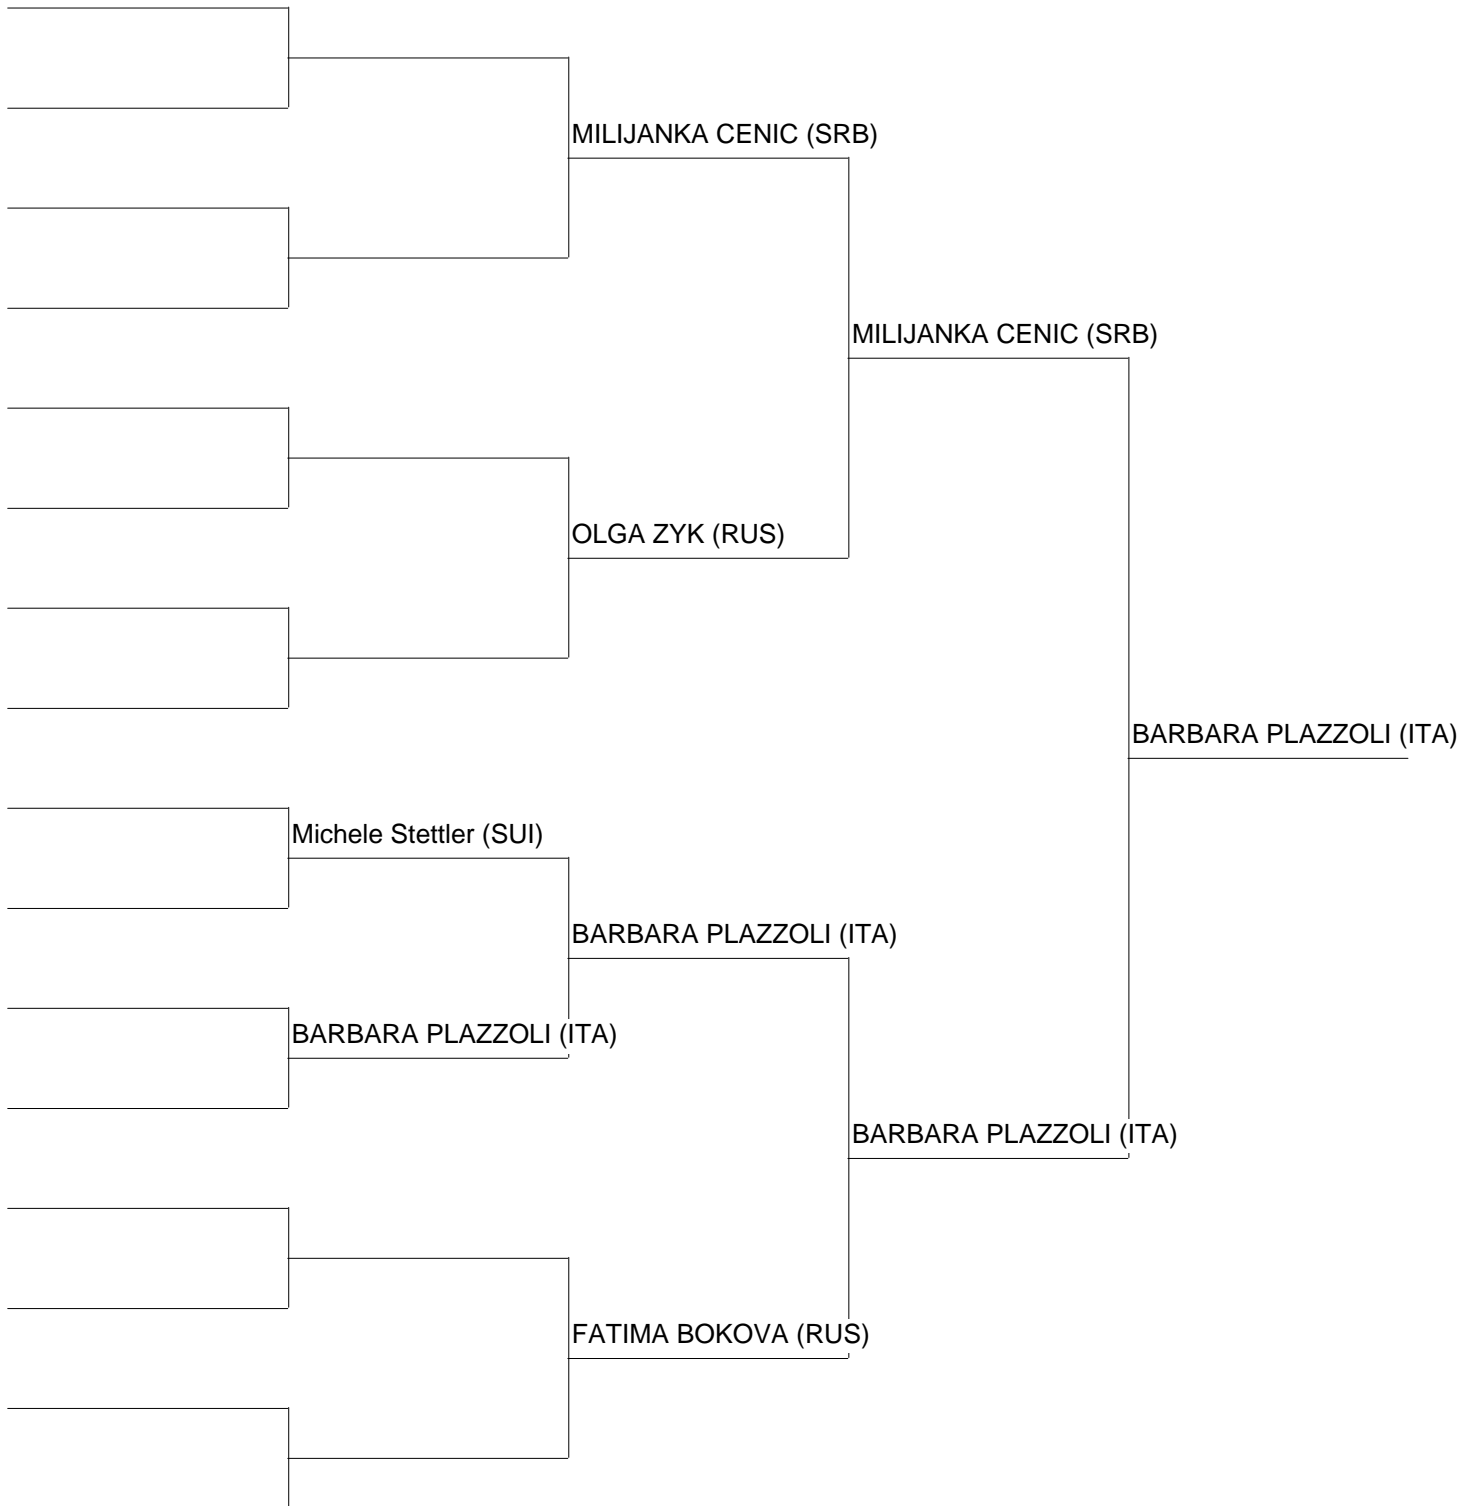 MILIJANKA CENIC (SRB)
MILIJANKA CENIC (SRB)
OLGA ZYK (RUS)
BARBARA PLAZZOLI (ITA)
Michele Stettler (SUI)
BARBARA PLAZZOLI (ITA)
BARBARA PLAZZOLI (ITA)
BARBARA PLAZZOLI (ITA)
FATIMA BOKOVA (RUS)